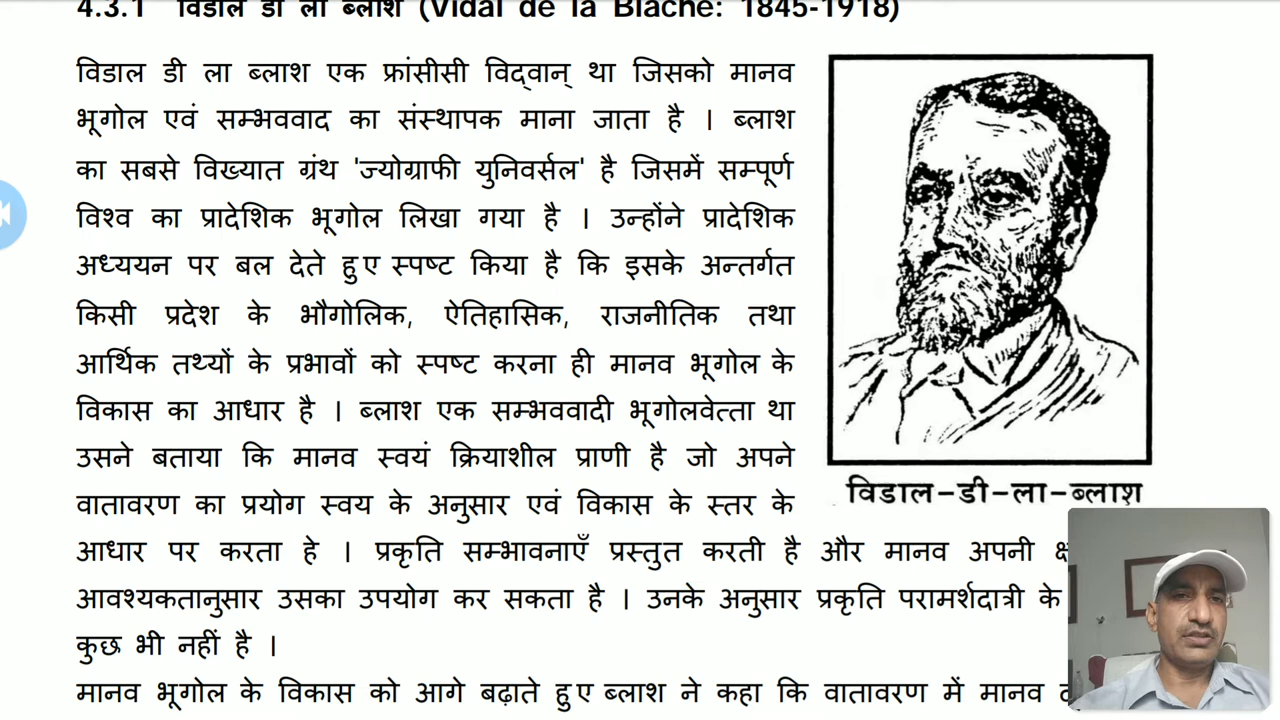 4.3.1 विडाल डी ला ब्लाश (Vidal de la Blache: 1845-1918)
विडाल डी ला ब्लाश एक फ्रांसीसी विद्‌वान् था जिसको मानव
भूगोल एवं सम्भववाद का संस्थापक माना जाता है । ब्लाश
का सबसे विख्यात ग्रंथ 'ज्योग्राफी युनिवर्सल' है जिसमें सम्पूर्ण
विश्व का प्रादेशिक भूगोल लिखा गया है । उन्होंने प्रादेशिक
अध्ययन पर बल देते हुए स्पष्ट किया है कि इसके अन्तर्गत
किसी प्रदेश के भौगोलिक, ऐतिहासिक, राजनीतिक तथा
आर्थिक तथ्यों के प्रभावों को स्पष्ट करना ही मानव भूगोल के
विकास का आधार है । ब्लाश एक सम्भववादी भूगोलवेत्ता था
उसने बताया कि मानव स्वयं क्रियाशील प्राणी है जो अपने
वातावरण का प्रयोग स्वय के अनुसार एवं विकास के स्तर के
आधार पर करता हे । प्रकृति सम्भावनाएँ प्रस्तुत करती है और मानव अपनी
आवश्यकतानुसार उसका उपयोग कर सकता है । उनके अनुसार प्रकृति परामर्शदात्री के
कुछ भी नहीं है ।
मानव भूगोल के विकास को आगे बढ़ाते हुए ब्लाश ने कहा कि वातावरण में मानव
विडाल-डी-ला-ब्लाश